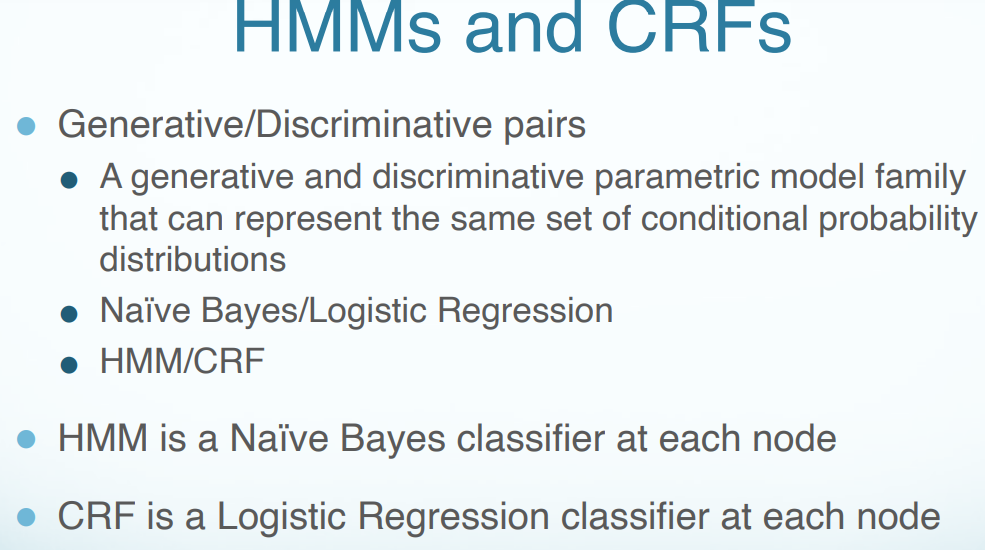 HMMs and CRFs
Generative/Discriminative pairs
A generative and discriminative parametric model family
that can represent the same set of conditional probability
distributions
Naïve Bayes/Logistic Regression
HMM/CRF
HMM is a Naïve Bayes classifier at each node
CRF is a Logistic Regression classifier at each node